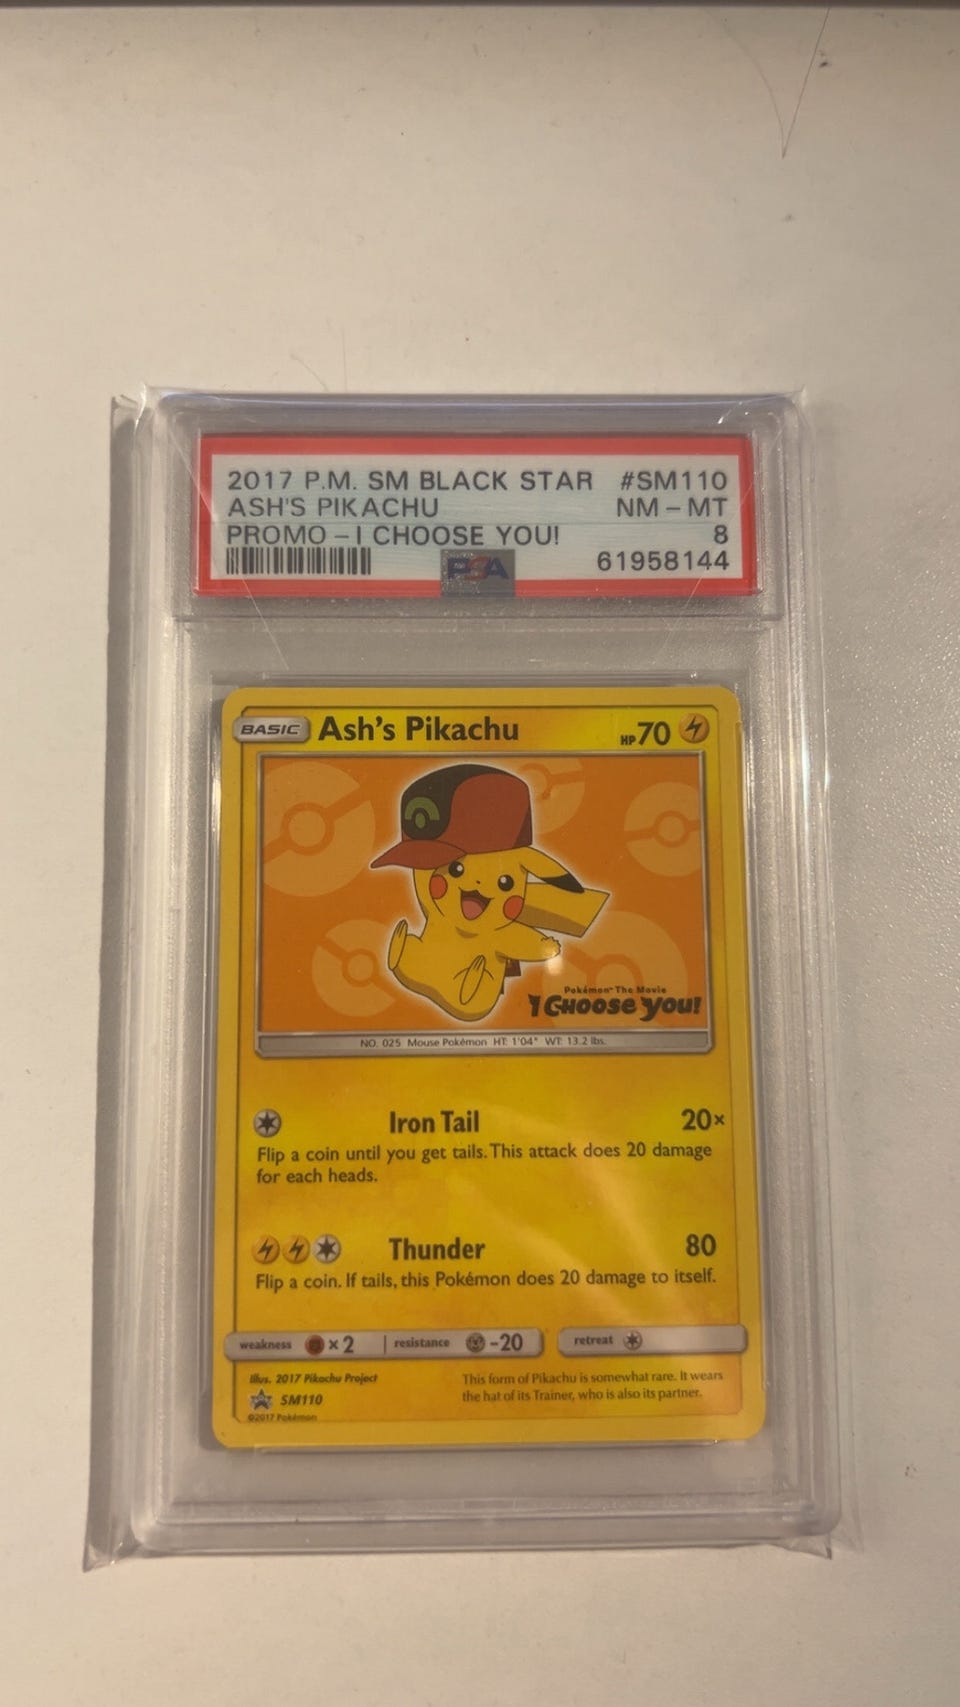 2017 P.M. SM BLACK STAR #SM110
ASH'S PIKACHU NM - MT
PROMO - I CHOOSE YOU! 8
PSA 61958144
BASIC Ash's Pikachu HP 70
Pokémon The Movie
I CHOOSE YOU!
NO. 025 Mouse Pokémon HT: 1'04" WT: 13.2 lbs.
Iron Tail 20×
Flip a coin until you get tails. This attack does 20 damage
for each heads.
Thunder 80
Flip a coin. If tails, this Pokémon does 20 damage to itself.
weakness ×2 resistance -20 retreat
Illus. 2017 Pikachu Project
SM110
©2017 Pokémon
This form of Pikachu is somewhat rare. It wears
the hat of its Trainer, who is also its partner.